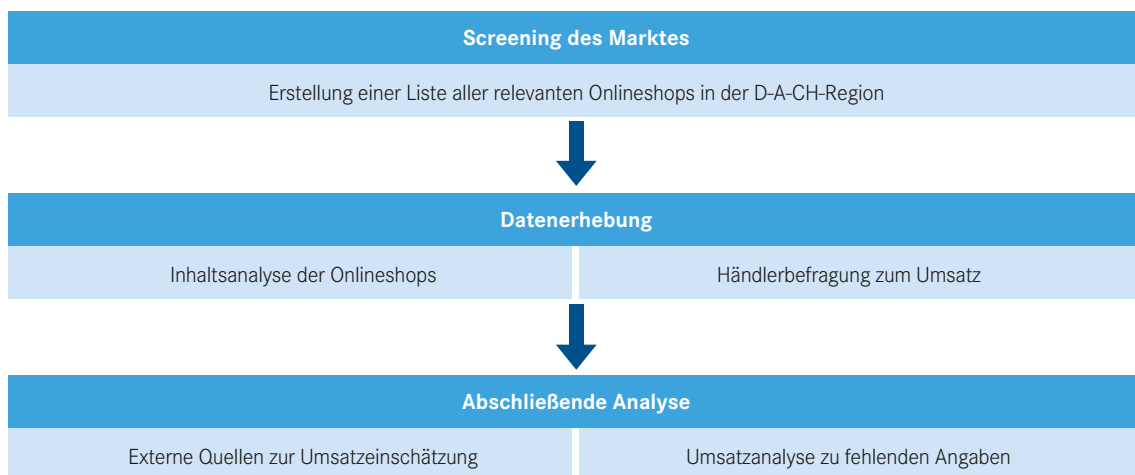 Screening des Marktes
Erstellung einer Liste aller relevanten Onlineshops in der D-A-CH-Region
Datenerhebung
Inhaltsanalyse der Onlineshops
Händlerbefragung zum Umsatz
Abschließende Analyse
Externe Quellen zur Umsatzeinschätzung
Umsatzanalyse zu fehlenden Angaben